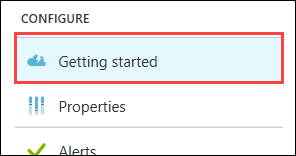 CONFIGURE
Getting started
Properties
Alerts